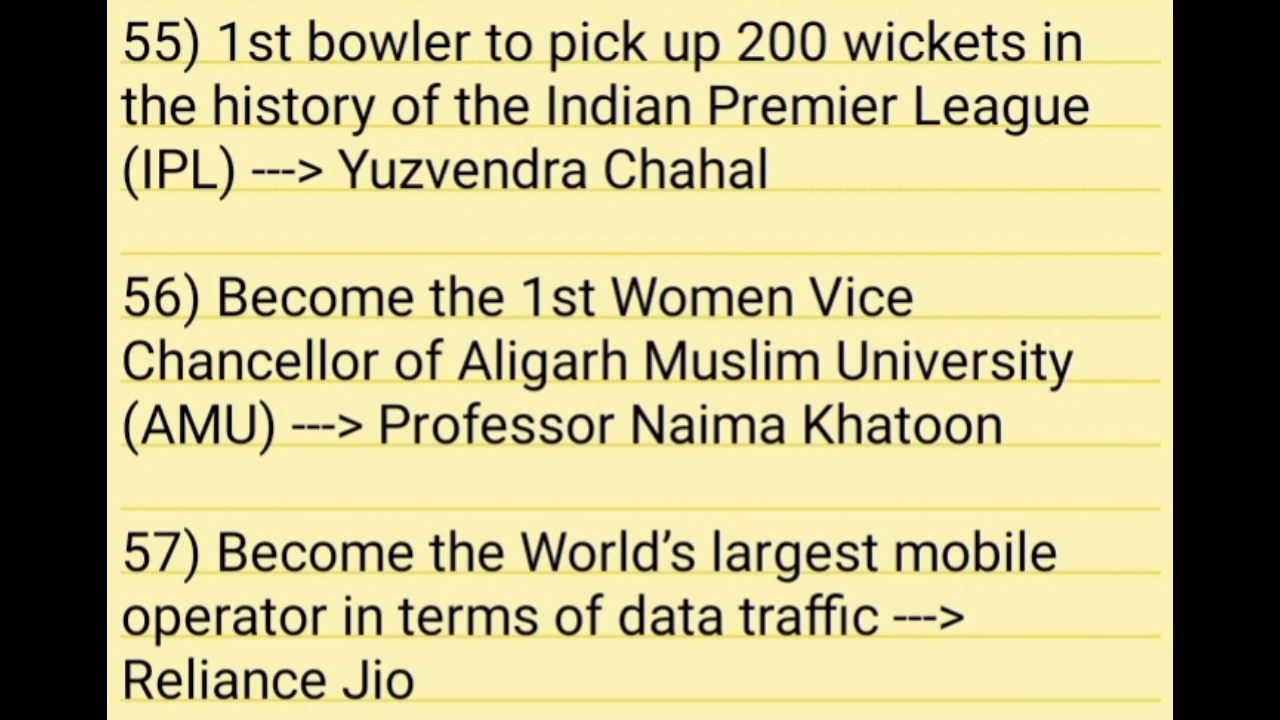 55) 1st bowler to pick up 200 wickets in
the history of the Indian Premier League
(IPL) ---> Yuzvendra Chahal
56) Become the 1st Women Vice
Chancellor of Aligarh Muslim University
(AMU) ---> Professor Naima Khatoon
57) Become the World’s largest mobile
operator in terms of data traffic --->
Reliance Jio